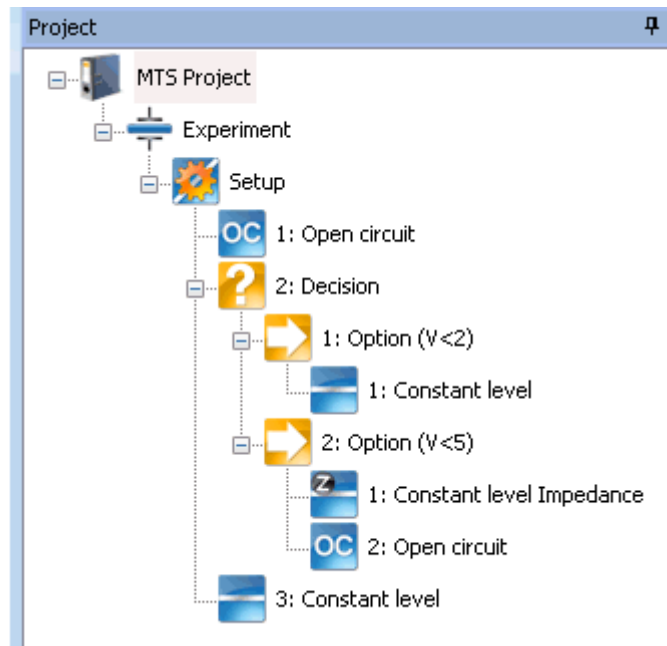 Project
MTS Project
Experiment
Setup
OC 1: Open circuit
? 2: Decision
1: Option (V<2)
1: Constant level
2: Option (V<5)
Z 1: Constant level Impedance
OC 2: Open circuit
3: Constant level